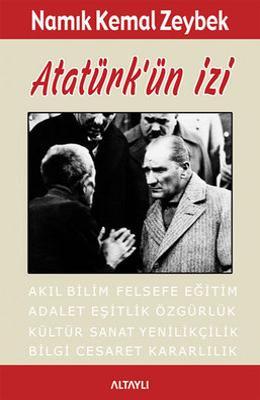 Namık Kemal Zeybek
Atatürk'ün izi
AKIL BİLİM FELSEFE EĞİTİM
ADALET EŞİTLİK ÖZGÜRLÜK
KÜLTÜR SANAT YENİLİKÇİLİK
BİLGİ CESARET KARARLILIK
ALTAYLI